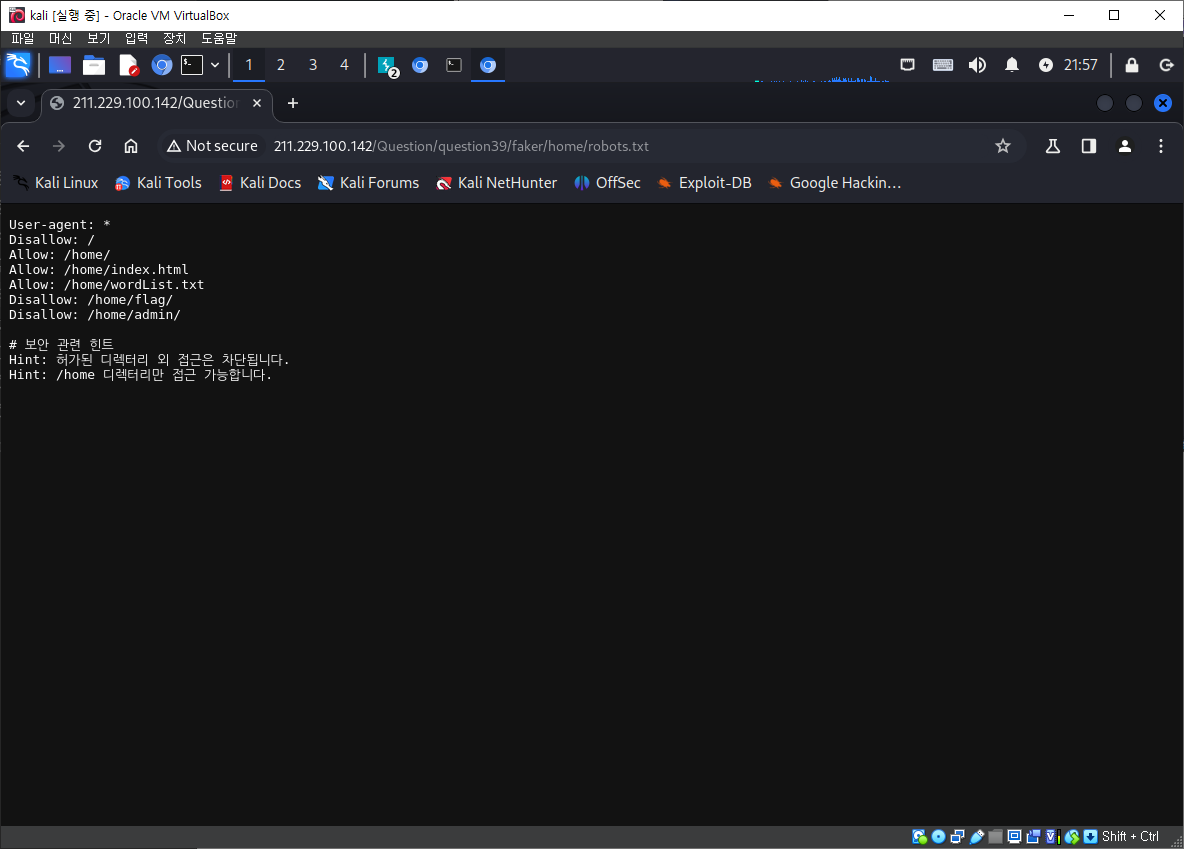 kali [실행 중] - Oracle VM VirtualBox
파일 머신 보기 입력 장치 도움말
1 2 3 4 2 21:57
211.229.100.142/Question
Not secure 211.229.100.142/Question/question39/faker/home/robots.txt
Kali Linux Kali Tools Kali Docs Kali Forums Kali NetHunter OffSec Exploit-DB Google Hackin…
User-agent: *
Disallow: /
Allow: /home/
Allow: /home/index.html
Allow: /home/wordList.txt
Disallow: /home/flag/
Disallow: /home/admin/
# 보안 관련 힌트
Hint: 허가된 디렉터리 외 접근은 차단됩니다.
Hint: /home 디렉터리만 접근 가능합니다.
Shift + Ctrl